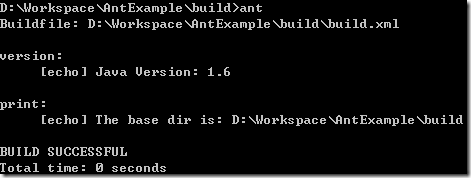 D:\Workspace\AntExample\build>ant
Buildfile: D:\Workspace\AntExample\build\build.xml
version:
[echo] Java Version: 1.6
print:
[echo] The base dir is: D:\Workspace\AntExample\build
BUILD SUCCESSFUL
Total time: 0 seconds